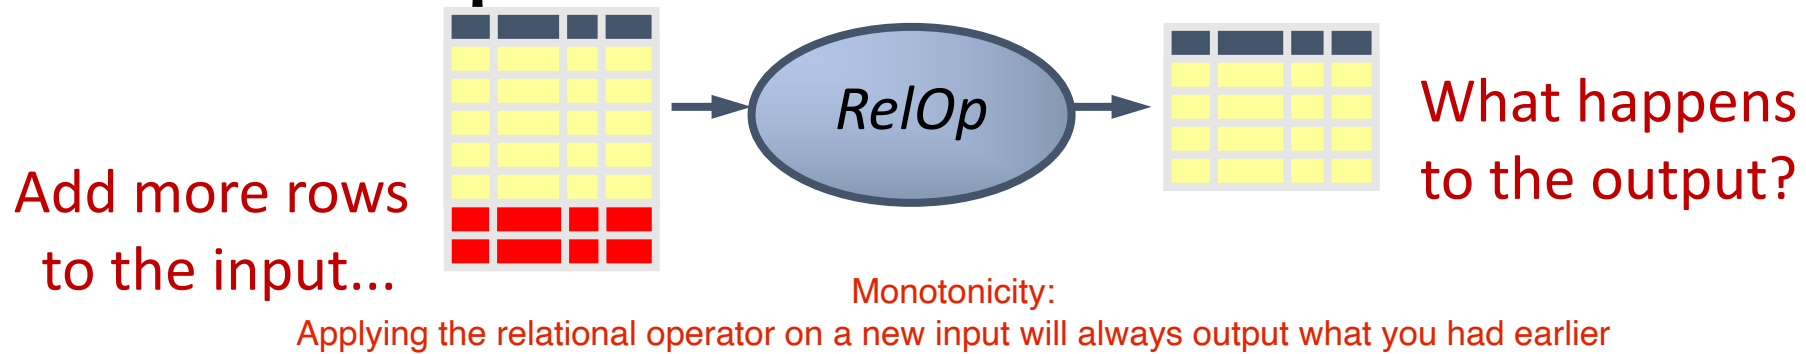 Add more rows
to the input...
RelOp
What happens
to the output?
Monotonicity:
Applying the relational operator on a new input will always output what you had earlier